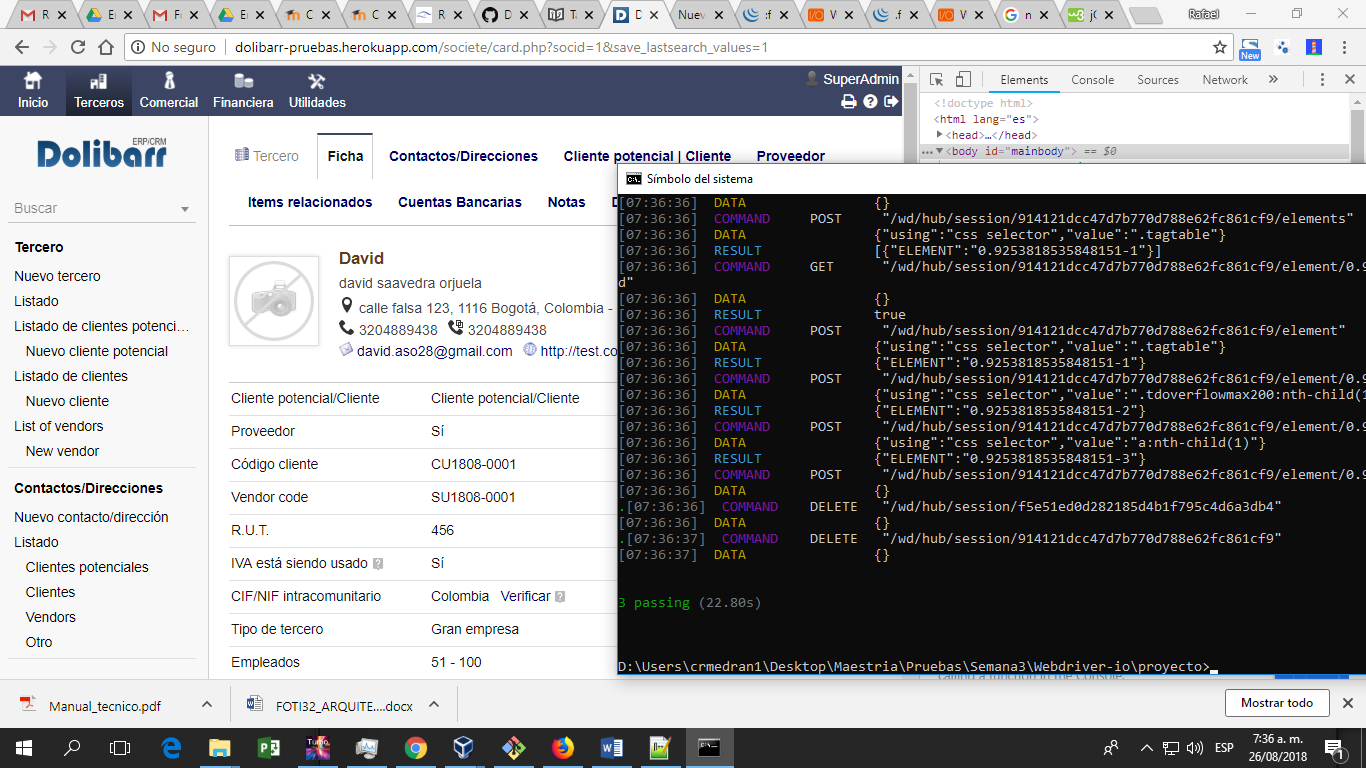 R
E
F
E
C
C
R
D
T
D
Nuev
:f
W
.f
W
n
jC
Rafael
No seguro | dolibarr-pruebas.herokuapp.com/societe/card.php?socid=1&save_lastsearch_values=1
New
Inicio Terceros Comercial Financiera Utilidades
SuperAdmin
Elements Console Sources Network »
<!doctype html>
<html lang="es">
<head>…</head>
<body id="mainbody"> == $0
Dolibarr ERP/CRM
Buscar
Tercero
Nuevo tercero
Listado
Listado de clientes potenci…
Nuevo cliente potencial
Listado de clientes
Nuevo cliente
List of vendors
New vendor
Contactos/Direcciones
Nuevo contacto/dirección
Listado
Clientes potenciales
Clientes
Vendors
Otro
Tercero Ficha Contactos/Direcciones Cliente potencial | Cliente Proveedor
Items relacionados Cuentas Bancarias Notas
David
david saavedra orjuela
calle falsa 123, 1116 Bogotá, Colombia -
3204889438 3204889438
david.aso28@gmail.com http://test.co
Cliente potencial/Cliente Cliente potencial/Cliente
Proveedor Sí
Código cliente CU1808-0001
Vendor code SU1808-0001
R.U.T. 456
IVA está siendo usado ? Sí
CIF/NIF intracomunitario Colombia Verificar ?
Tipo de tercero Gran empresa
Empleados 51 - 100
Símbolo del sistema
[07:36:36] DATA {}
[07:36:36] COMMAND POST "/wd/hub/session/914121dcc47d7b770d788e62fc861cf9/elements"
[07:36:36] DATA {"using":"css selector","value":".tagtable"}
[07:36:36] RESULT [{"ELEMENT":"0.9253818535848151-1"}]
[07:36:36] COMMAND GET "/wd/hub/session/914121dcc47d7b770d788e62fc861cf9/element/0.9
d"
[07:36:36] DATA {}
[07:36:36] RESULT true
[07:36:36] COMMAND POST "/wd/hub/session/914121dcc47d7b770d788e62fc861cf9/element"
[07:36:36] DATA {"using":"css selector","value":".tagtable"}
[07:36:36] RESULT {"ELEMENT":"0.9253818535848151-1"}
[07:36:36] COMMAND POST "/wd/hub/session/914121dcc47d7b770d788e62fc861cf9/element/0.9
[07:36:36] DATA {"using":"css selector","value":".tdoverflowmax200:nth-child(1
[07:36:36] RESULT {"ELEMENT":"0.9253818535848151-2"}
[07:36:36] COMMAND POST "/wd/hub/session/914121dcc47d7b770d788e62fc861cf9/element/0.9
[07:36:36] DATA {"using":"css selector","value":"a:nth-child(1)"}
[07:36:36] RESULT {"ELEMENT":"0.9253818535848151-3"}
[07:36:36] COMMAND POST "/wd/hub/session/914121dcc47d7b770d788e62fc861cf9/element/0.9
[07:36:36] DATA {}
.[07:36:36] COMMAND DELETE "/wd/hub/session/f5e51ed0d282185d4b1f795c4d6a3db4"
[07:36:36] DATA {}
.[07:36:37] COMMAND DELETE "/wd/hub/session/914121dcc47d7b770d788e62fc861cf9"
[07:36:37] DATA {}
3 passing (22.80s)
D:\Users\crmedran1\Desktop\Maestria\Pruebas\Semana3\Webdriver-io\proyecto>
Manual_tecnico.pdf
FOTI32_ARQUITE....docx
Mostrar todo
ESP
7:36 a. m.
26/08/2018
1